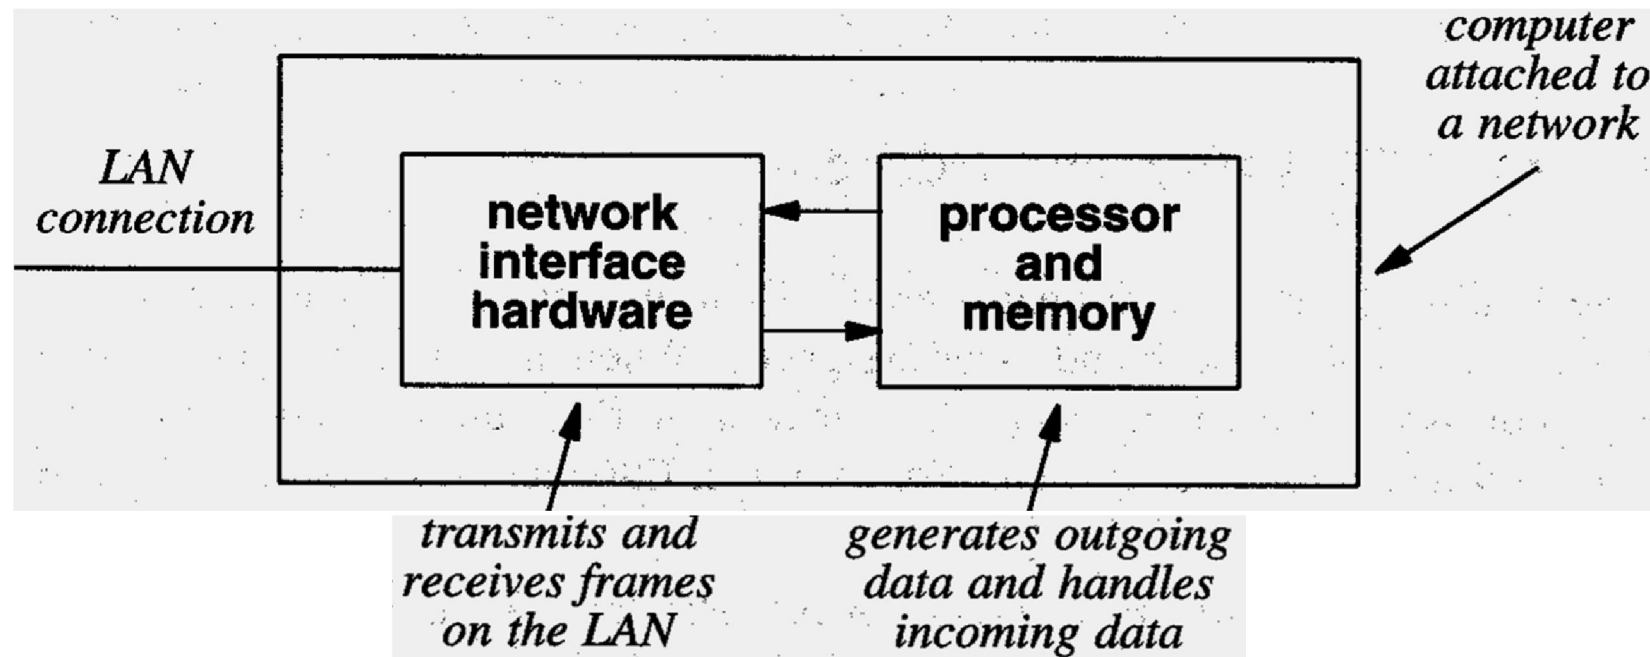 computer
attached to
a network
LAN
connection
network
interface
hardware
processor
and
memory
transmits and
receives frames
on the LAN
generates outgoing
data and handles
incoming data